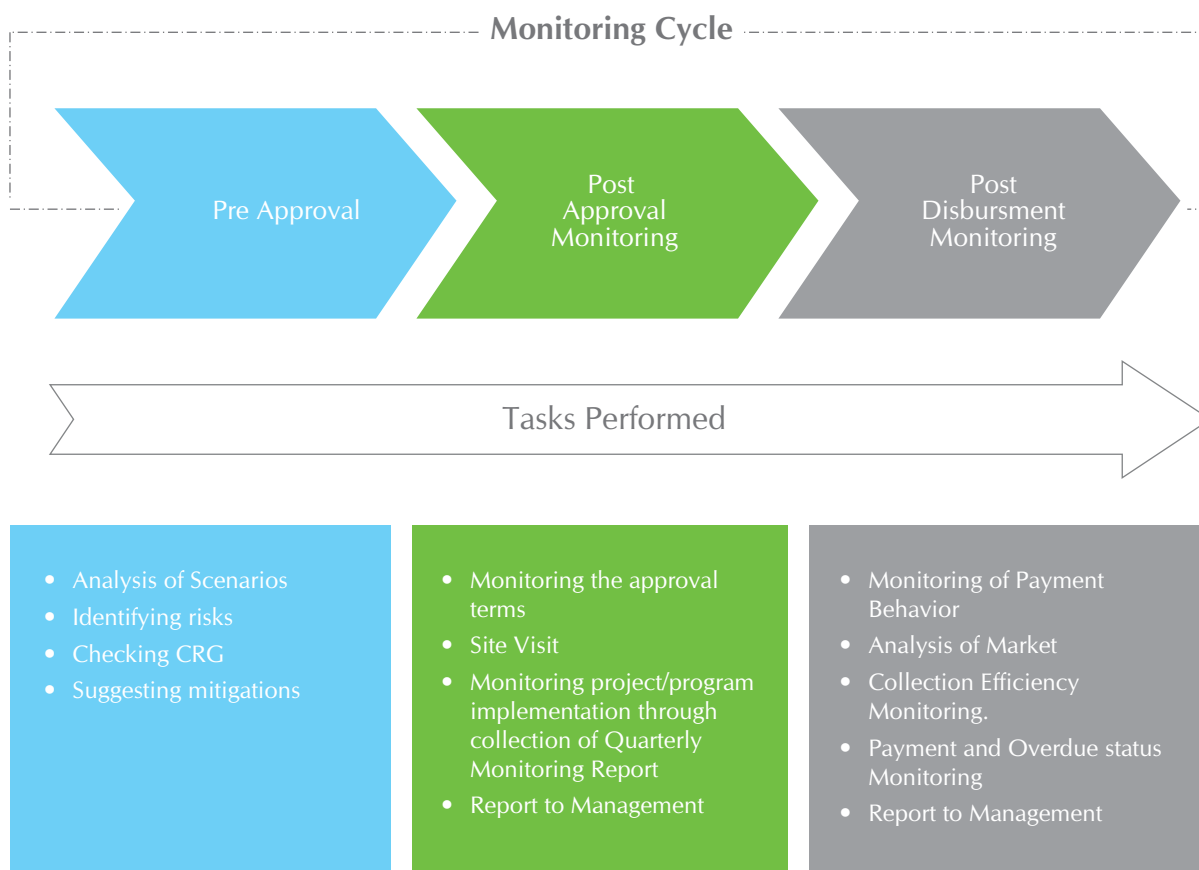 Monitoring Cycle
Pre Approval
Post
Approval
Monitoring
Post
Disbursment
Monitoring
Tasks Performed
• Analysis of Scenarios
• Identifying risks
• Checking CRG
• Suggesting mitigations
• Monitoring the approval
terms
• Site Visit
• Monitoring project/program
implementation through
collection of Quarterly
Monitoring Report
• Report to Management
• Monitoring of Payment
Behavior
• Analysis of Market
• Collection Efficiency
Monitoring.
• Payment and Overdue status
Monitoring
• Report to Management